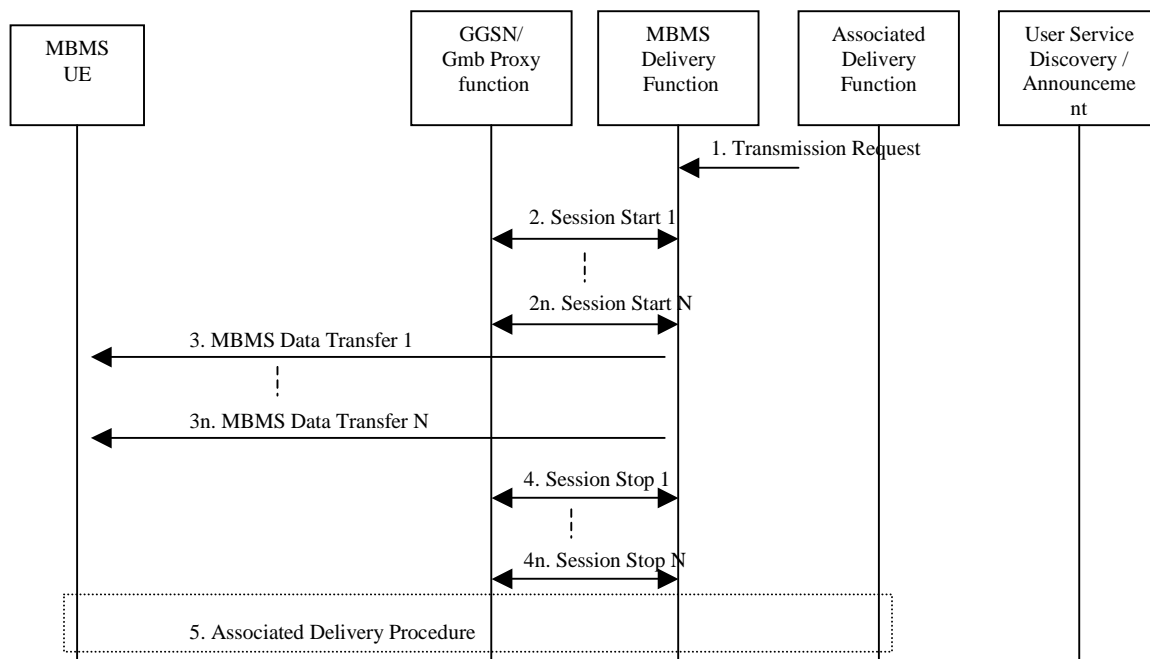 MBMS
UE
GGSN/
Gmb Proxy
function
MBMS
Delivery
Function
Associated
Delivery
Function
User Service
Discovery /
Announceme
nt
1. Transmission Request
2. Session Start 1
2n. Session Start N
3. MBMS Data Transfer 1
3n. MBMS Data Transfer N
4. Session Stop 1
4n. Session Stop N
5. Associated Delivery Procedure